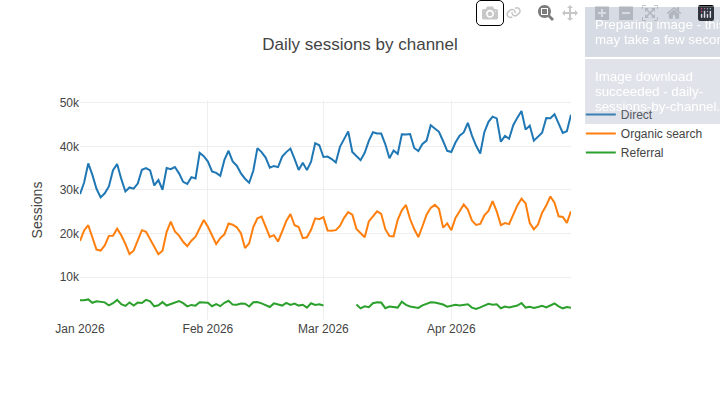 Preparing image - this
may take a few seconds
Daily sessions by channel
Image download
succeeded - daily-
sessions-by-channel.
Direct
Organic search
Referral
Sessions
50k
40k
30k
20k
10k
Jan 2026
Feb 2026
Mar 2026
Apr 2026